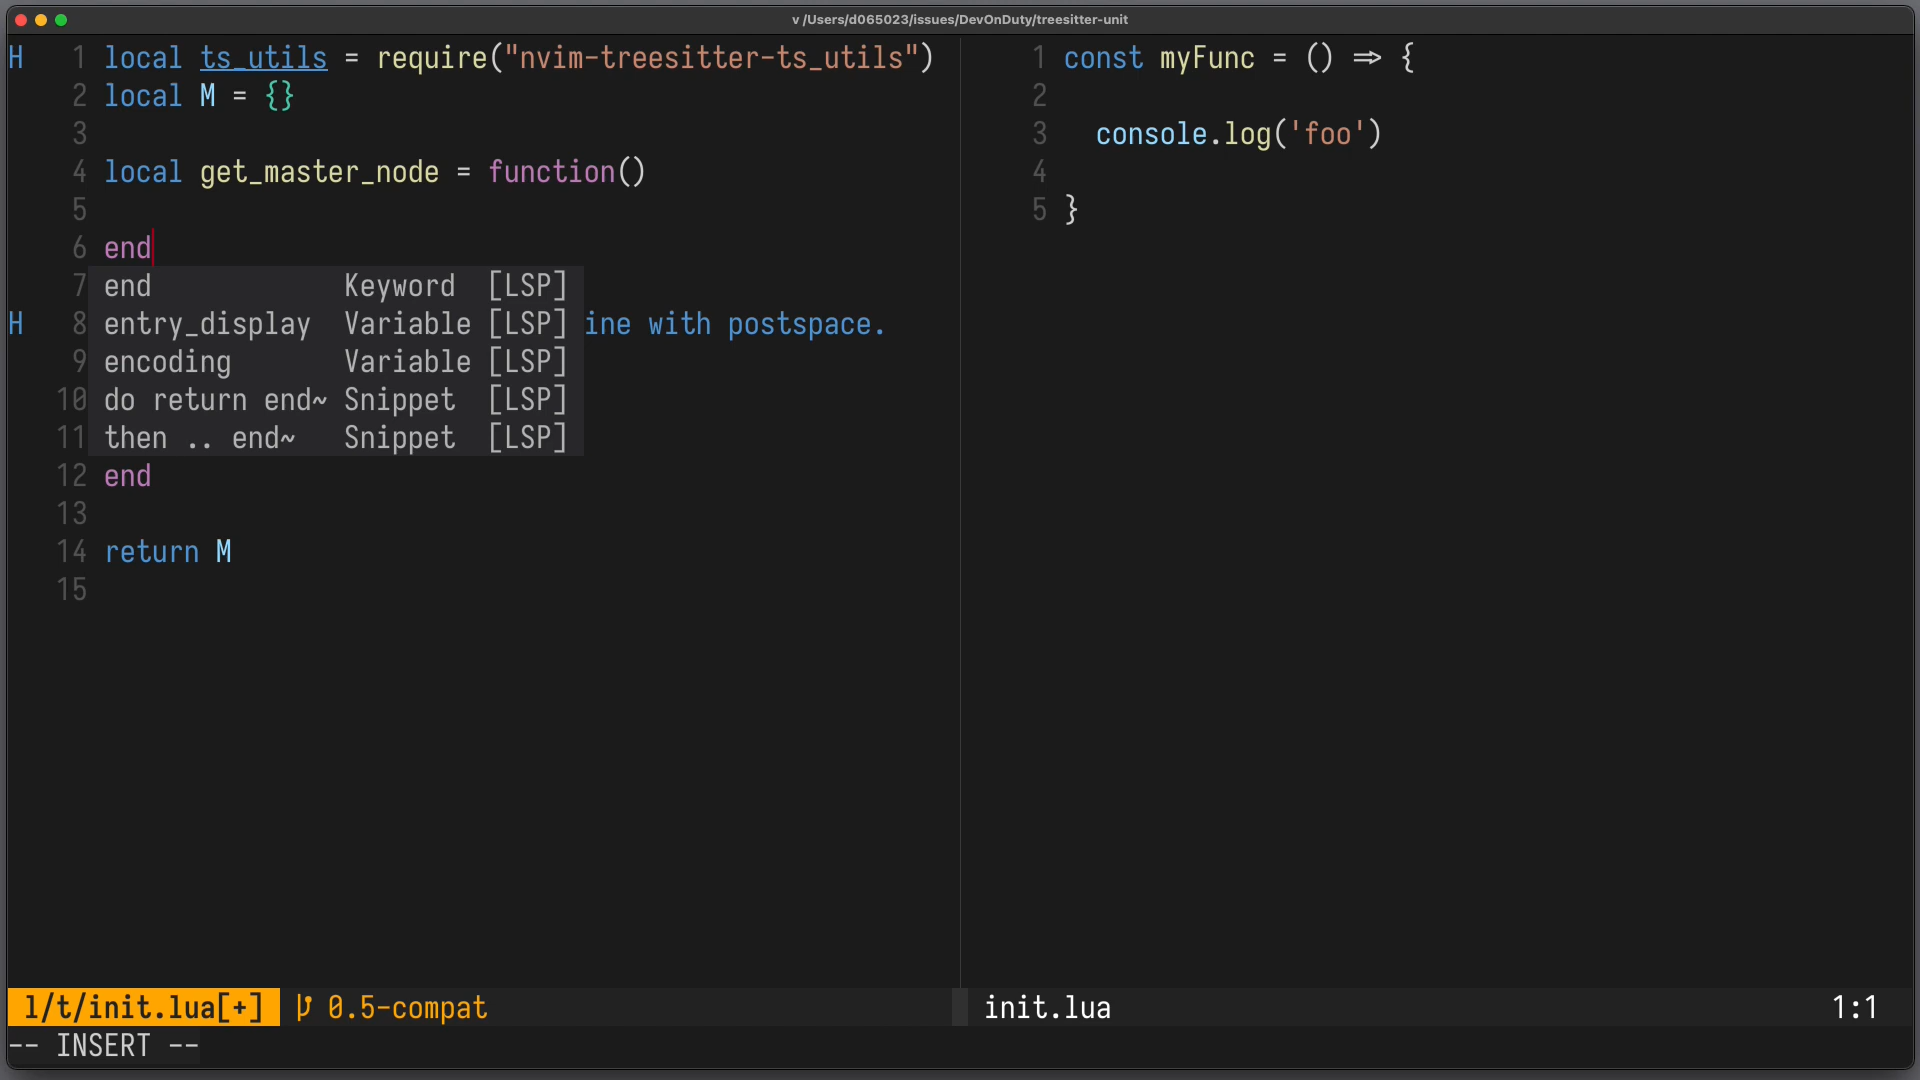 v /Users/d065023/issues/DevOnDuty/treesitter-unit
H 1 local ts_utils = require("nvim-treesitter-ts_utils")
2 local M = {}
3
4 local get_master_node = function()
5
6 end
7 end Keyword [LSP]
H 8 entry_display Variable [LSP] ine with postspace.
9 encoding Variable [LSP]
10 do return end~ Snippet [LSP]
11 then .. end~ Snippet [LSP]
12 end
13
14 return M
15
1 const myFunc = () => {
2
3 console.log('foo')
4
5 }
l/t/init.lua[+] 0.5-compat
init.lua 1:1
-- INSERT --